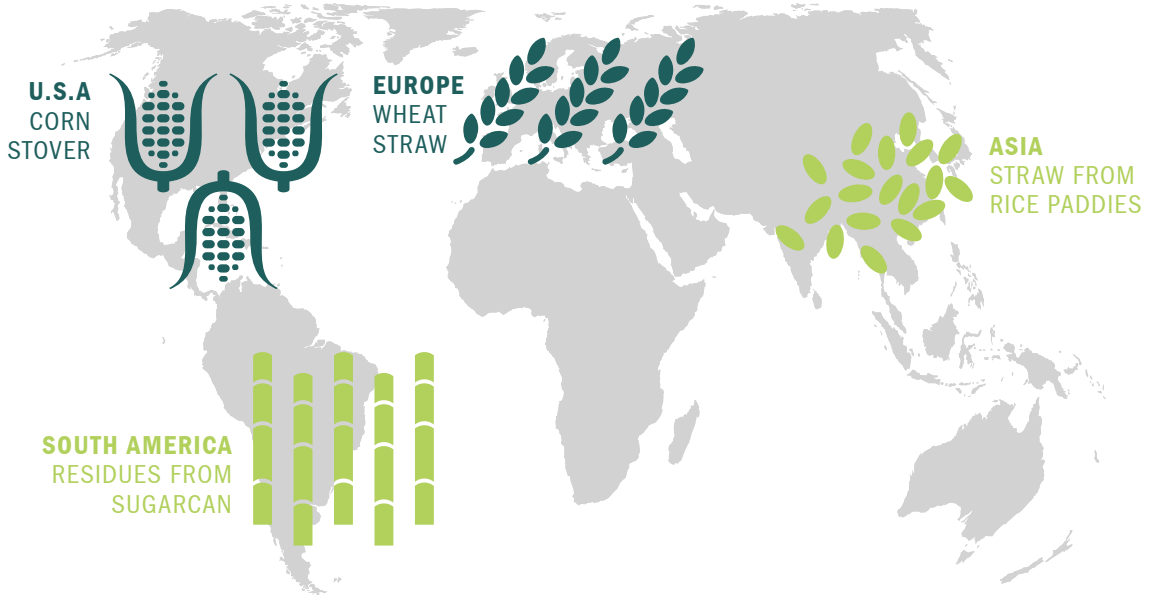 U.S.A
CORN
STOVER
EUROPE
WHEAT
STRAW
ASIA
STRAW FROM
RICE PADDIES
SOUTH AMERICA
RESIDUES FROM
SUGARCAN